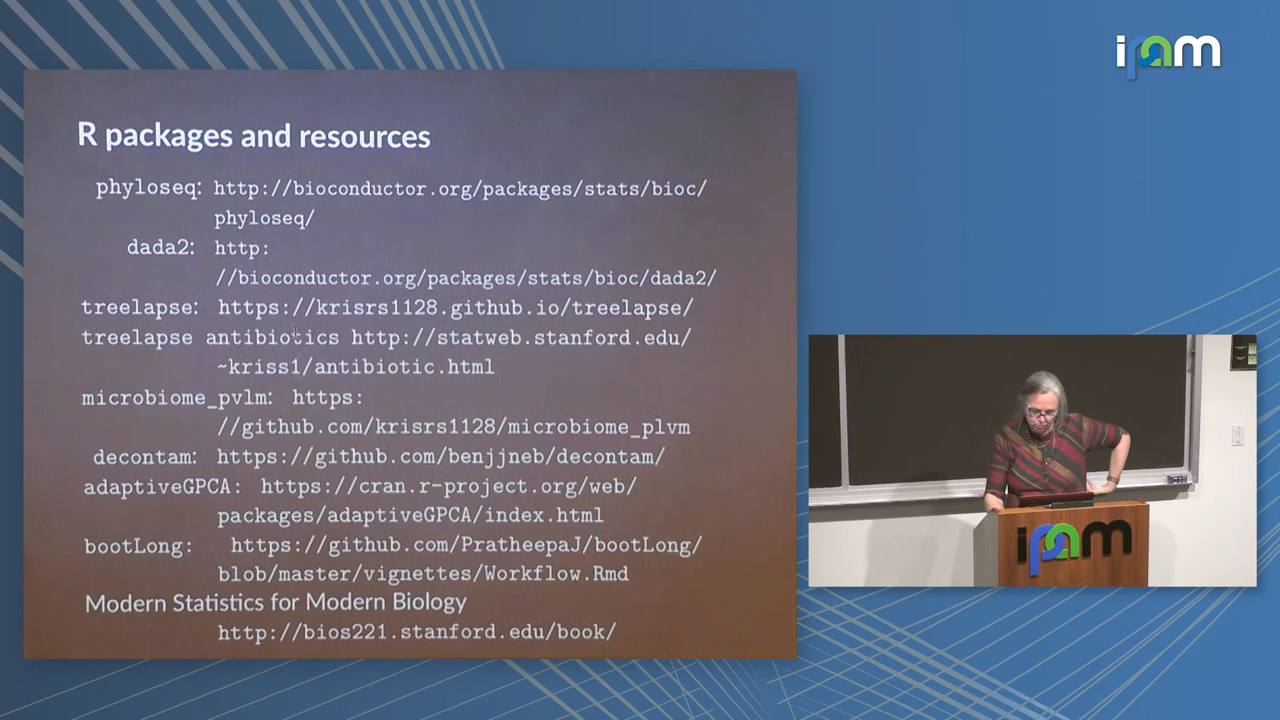 ipam
R packages and resources
phyloseq: http://bioconductor.org/packages/stats/bioc/
phyloseq/
dada2: http:
//bioconductor.org/packages/stats/bioc/dada2/
treelapse: https://krisrs1128.github.io/treelapse/
treelapse antibiotics http://statweb.stanford.edu/
~kriss1/antibiotic.html
microbiome_pvlm: https:
//github.com/krisrs1128/microbiome_plvm
decontam: https://github.com/benjjneb/decontam/
adaptiveGPCA: https://cran.r-project.org/web/
packages/adaptiveGPCA/index.html
bootLong: https://github.com/PratheepaJ/bootLong/
blob/master/vignettes/Workflow.Rmd
Modern Statistics for Modern Biology
http://bios221.stanford.edu/book/
ipam